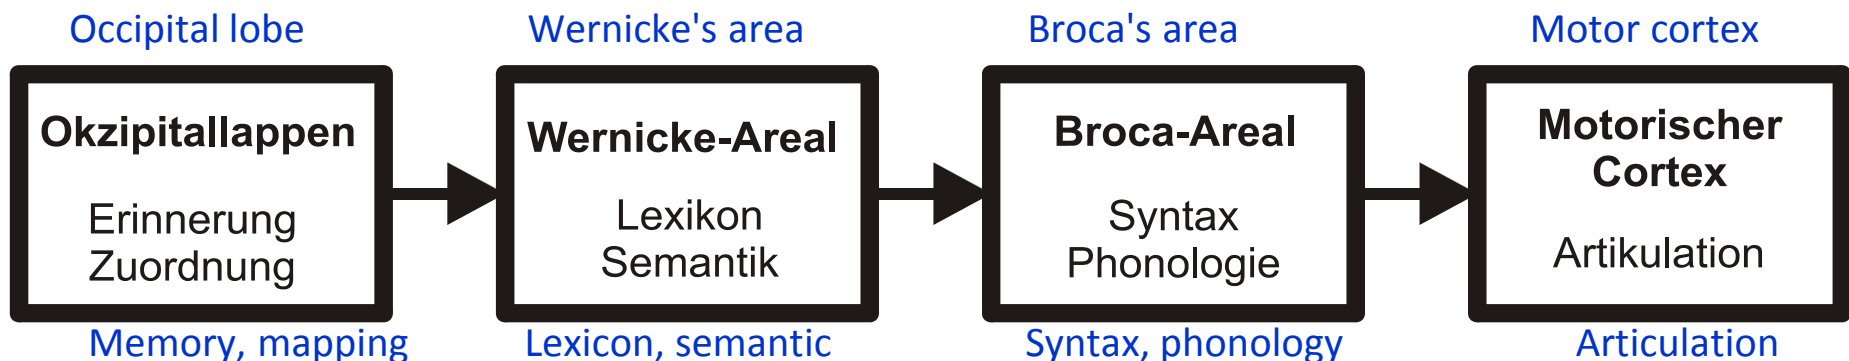 Occipital lobe
Wernicke's area
Broca's area
Motor cortex
Okzipitallappen
Erinnerung
Zuordnung
Wernicke-Areal
Lexikon
Semantik
Broca-Areal
Syntax
Phonologie
Motorischer
Cortex
Artikulation
Memory, mapping
Lexicon, semantic
Syntax, phonology
Articulation